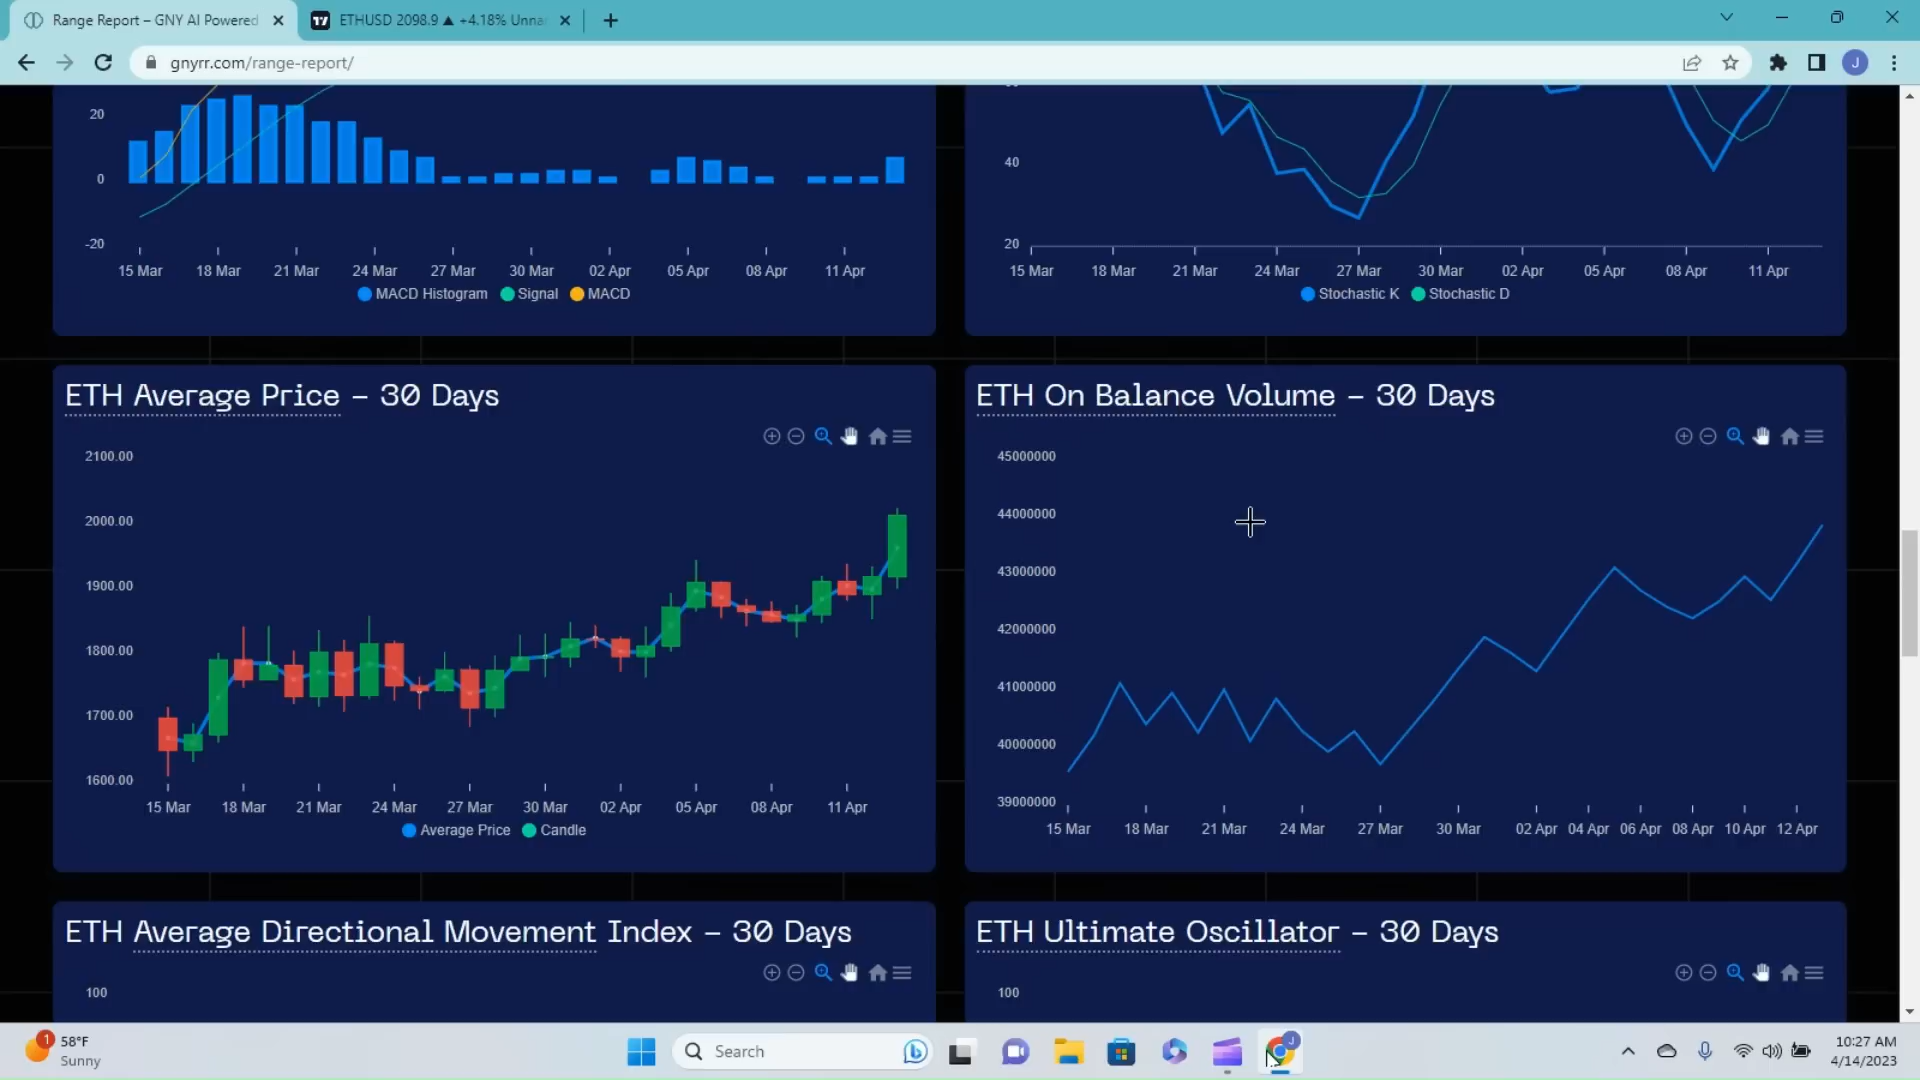 Range Report – GNY AI Powered
ETHUSD 2098.9 ▲ +4.18% Unna
gnyrr.com/range-report/
J
20
0
-20
15 Mar 18 Mar 21 Mar 24 Mar 27 Mar 30 Mar 02 Apr 05 Apr 08 Apr 11 Apr
MACD Histogram Signal MACD
40
20
15 Mar 18 Mar 21 Mar 24 Mar 27 Mar 30 Mar 02 Apr 05 Apr 08 Apr 11 Apr
Stochastic K Stochastic D
ETH Average Price – 30 Days
2100.00
2000.00
1900.00
1800.00
1700.00
1600.00
15 Mar 18 Mar 21 Mar 24 Mar 27 Mar 30 Mar 02 Apr 05 Apr 08 Apr 11 Apr
Average Price Candle
ETH On Balance Volume – 30 Days
45000000
44000000
43000000
42000000
41000000
40000000
39000000
15 Mar 18 Mar 21 Mar 24 Mar 27 Mar 30 Mar 02 Apr 04 Apr 06 Apr 08 Apr 10 Apr 12 Apr
ETH Average Directional Movement Index – 30 Days
100
ETH Ultimate Oscillator – 30 Days
100
1
58°F
Sunny
Search
J
10:27 AM
4/14/2023